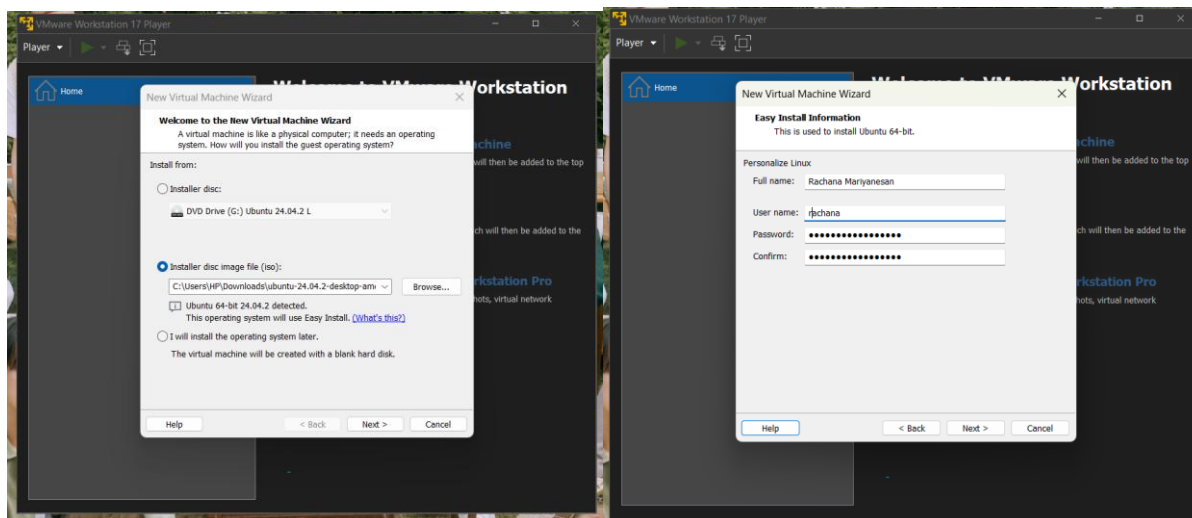 VMware Workstation 17 Player
Player
Home
Workstation
achine
will then be added to the top
ch will then be added to the
rkstation Pro
hots, virtual network
New Virtual Machine Wizard
Welcome to the New Virtual Machine Wizard
A virtual machine is like a physical computer; it needs an operating
system. How will you install the guest operating system?
Install from:
Installer disc:
DVD Drive (G:) Ubuntu 24.04.2 L
Installer disc image file (iso):
C:\Users\HP\Downloads\ubuntu-24.04.2-desktop-am
Browse...
Ubuntu 64-bit 24.04.2 detected.
This operating system will use Easy Install. (What's this?)
I will install the operating system later.
The virtual machine will be created with a blank hard disk.
Help
< Back
Next >
Cancel
VMware Workstation 17 Player
Player
Home
Workstation
achine
will then be added to the top
ch will then be added to the
rkstation Pro
hots, virtual network
New Virtual Machine Wizard
Easy Install Information
This is used to install Ubuntu 64-bit.
Personalize Linux
Full name: Rachana Mariyanesan
User name: rachana
Password:
Confirm:
Help
< Back
Next >
Cancel